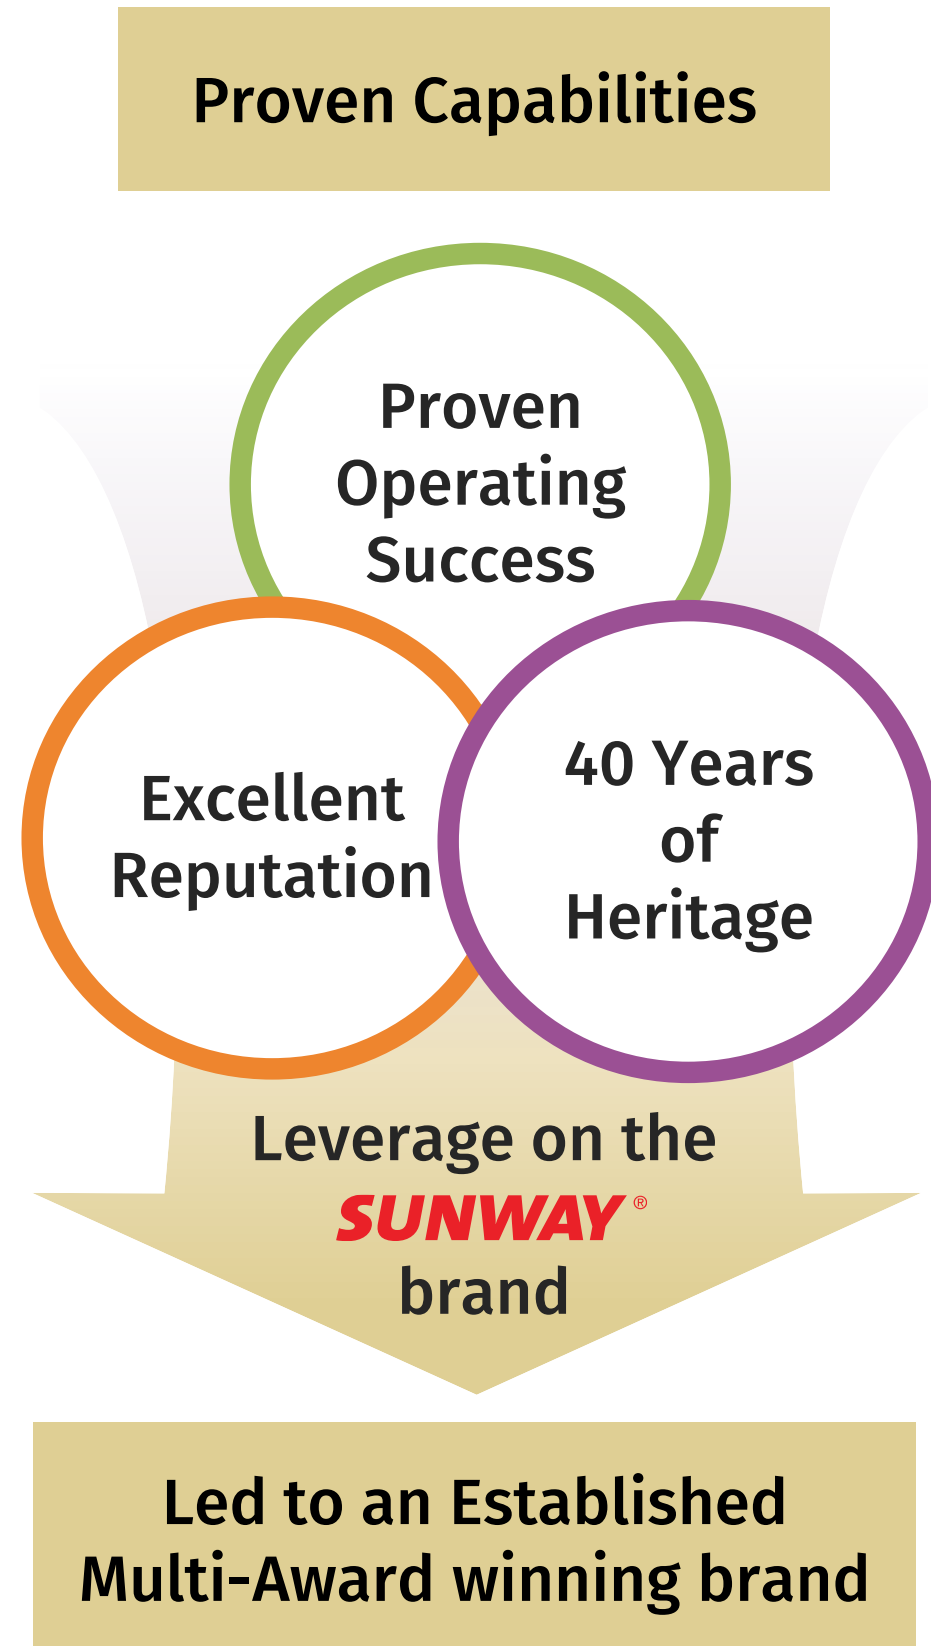 Proven Capabilities
Proven
Operating
Success
Excellent
Reputation
40 Years
of
Heritage
Leverage on the
SUNWAY®
brand
Led to an Established
Multi-Award winning brand